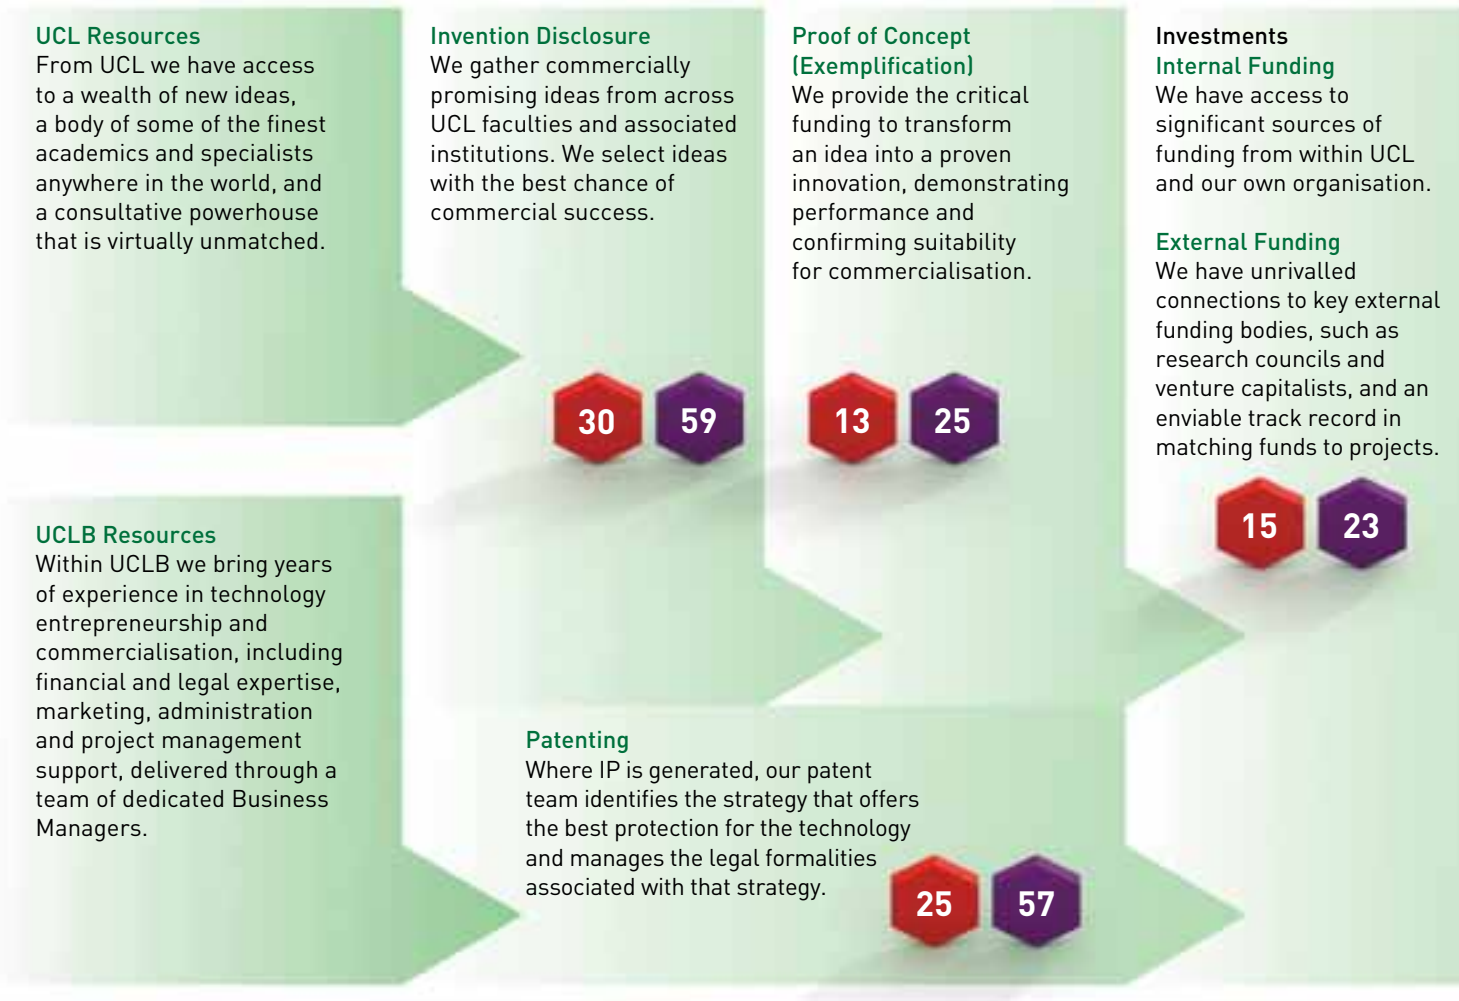 UCL Resources
From UCL we have access
to a wealth of new ideas,
a body of some of the finest
academics and specialists
anywhere in the world, and
a consultative powerhouse
that is virtually unmatched.
Invention Disclosure
We gather commercially
promising ideas from across
UCL faculties and associated
institutions. We select ideas
with the best chance of
commercial success.
30 59
Proof of Concept
(Exemplification)
We provide the critical
funding to transform
an idea into a proven
innovation, demonstrating
performance and
confirming suitability
for commercialisation.
13 25
Investments
Internal Funding
We have access to
significant sources of
funding from within UCL
and our own organisation.
External Funding
We have unrivalled
connections to key external
funding bodies, such as
research councils and
venture capitalists, and an
enviable track record in
matching funds to projects.
15 23
UCLB Resources
Within UCLB we bring years
of experience in technology
entrepreneurship and
commercialisation, including
financial and legal expertise,
marketing, administration
and project management
support, delivered through a
team of dedicated Business
Managers.
Patenting
Where IP is generated, our patent
team identifies the strategy that offers
the best protection for the technology
and manages the legal formalities
associated with that strategy.
25 57